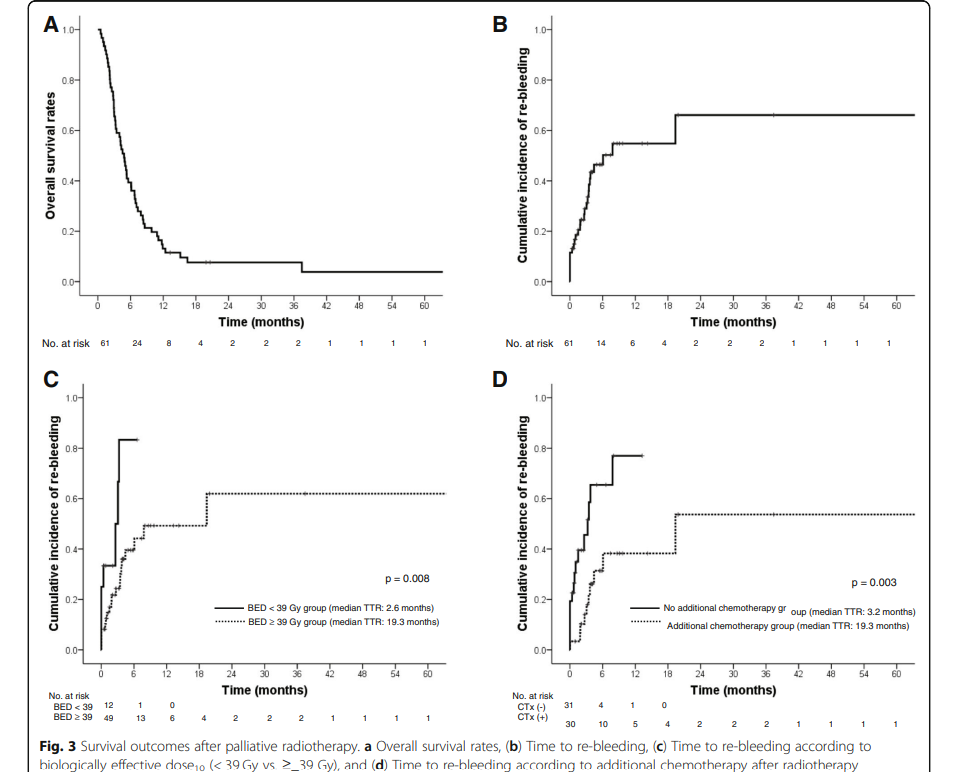 A
1.0
0.8
0.6
0.4
0.2
0.0
Overall survival rates
0 6 12 18 24 30 36 42 48 54 60
Time (months)
No. at risk 61 24 8 4 2 2 2 1 1 1 1
B
1.0
0.8
0.6
0.4
0.2
0.0
Cumulative incidence of re-bleeding
0 6 12 18 24 30 36 42 48 54 60
Time (months)
No. at risk 61 14 6 4 2 2 2 1 1 1 1
C
1.0
0.8
0.6
0.4
0.2
0.0
Cumulative incidence of re-bleeding
p = 0.008
BED < 39 Gy group (median TTR: 2.6 months)
BED ≥ 39 Gy group (median TTR: 19.3 months)
0 6 12 18 24 30 36 42 48 54 60
Time (months)
No. at risk
BED < 39 12 1 0
BED ≥ 39 49 13 6 4 2 2 2 1 1 1 1
D
1.0
0.8
0.6
0.4
0.2
0.0
Cumulative incidence of re-bleeding
p = 0.003
No additional chemotherapy gr oup (median TTR: 3.2 months)
Additional chemotherapy group (median TTR: 19.3 months)
0 6 12 18 24 30 36 42 48 54 60
Time (months)
No. at risk
CTx (-) 31 4 1 0
CTx (+) 30 10 5 4 2 2 2 1 1 1 1
Fig. 3 Survival outcomes after palliative radiotherapy. a Overall survival rates, (b) Time to re-bleeding, (c) Time to re-bleeding according to
biologically effective dose10 (< 39 Gy vs. ≥_39 Gy), and (d) Time to re-bleeding according to additional chemotherapy after radiotherapy